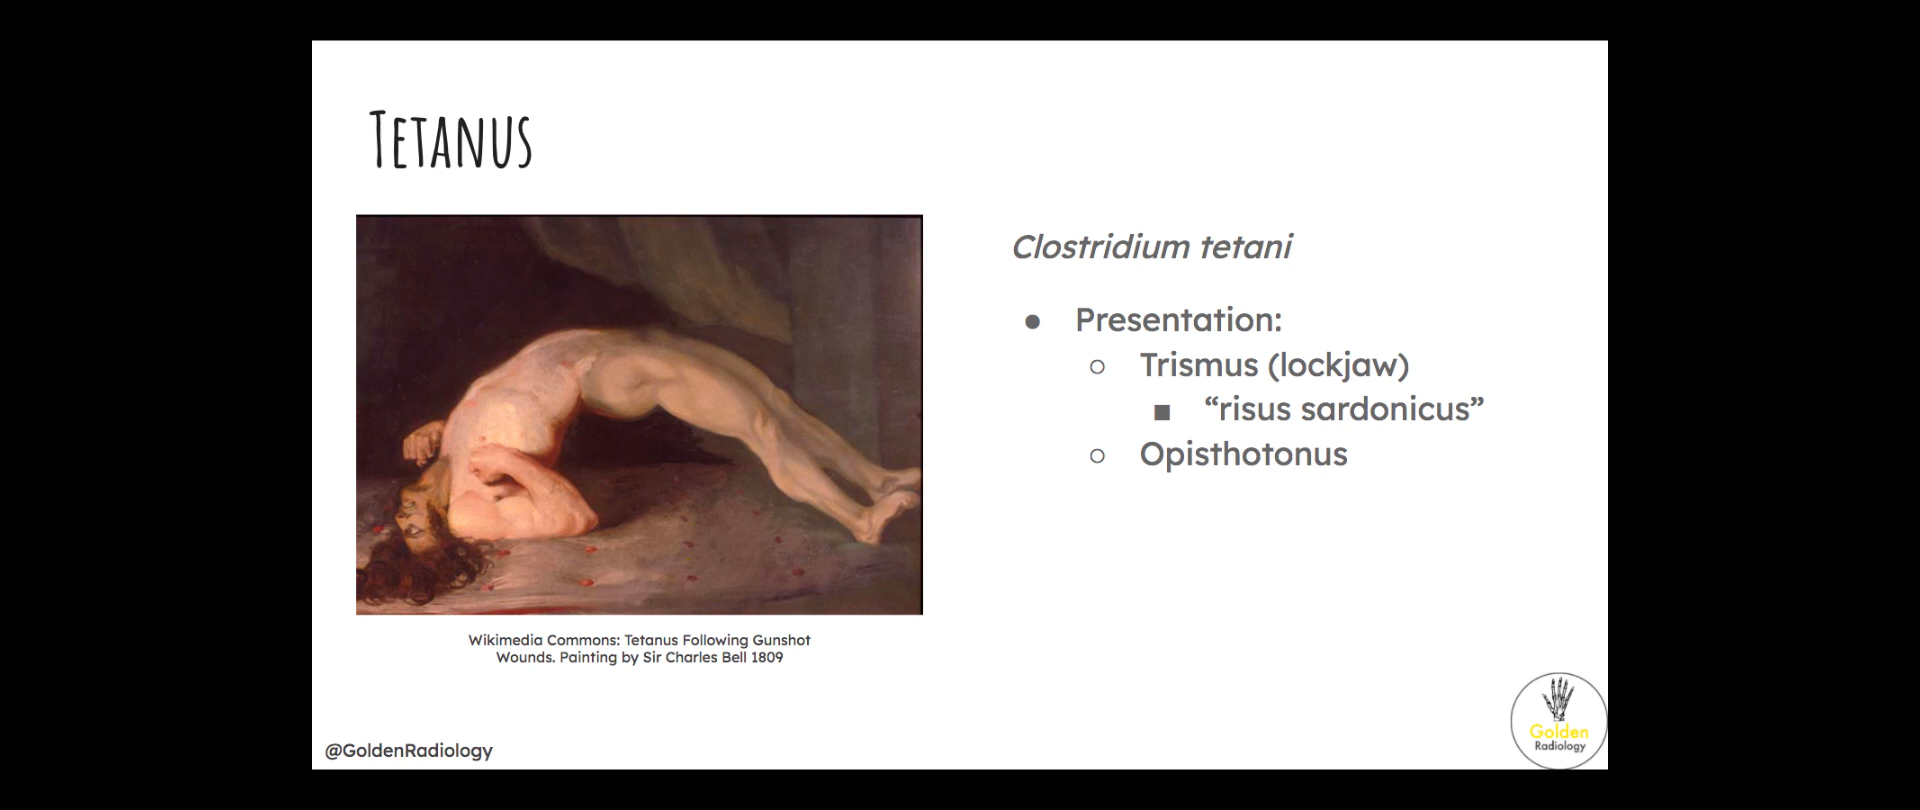 Tetanus
Clostridium tetani
● Presentation:
○ Trismus (lockjaw)
■ “risus sardonicus”
○ Opisthotonus
Wikimedia Commons: Tetanus Following Gunshot
Wounds. Painting by Sir Charles Bell 1809
@GoldenRadiology
Golden
Radiology